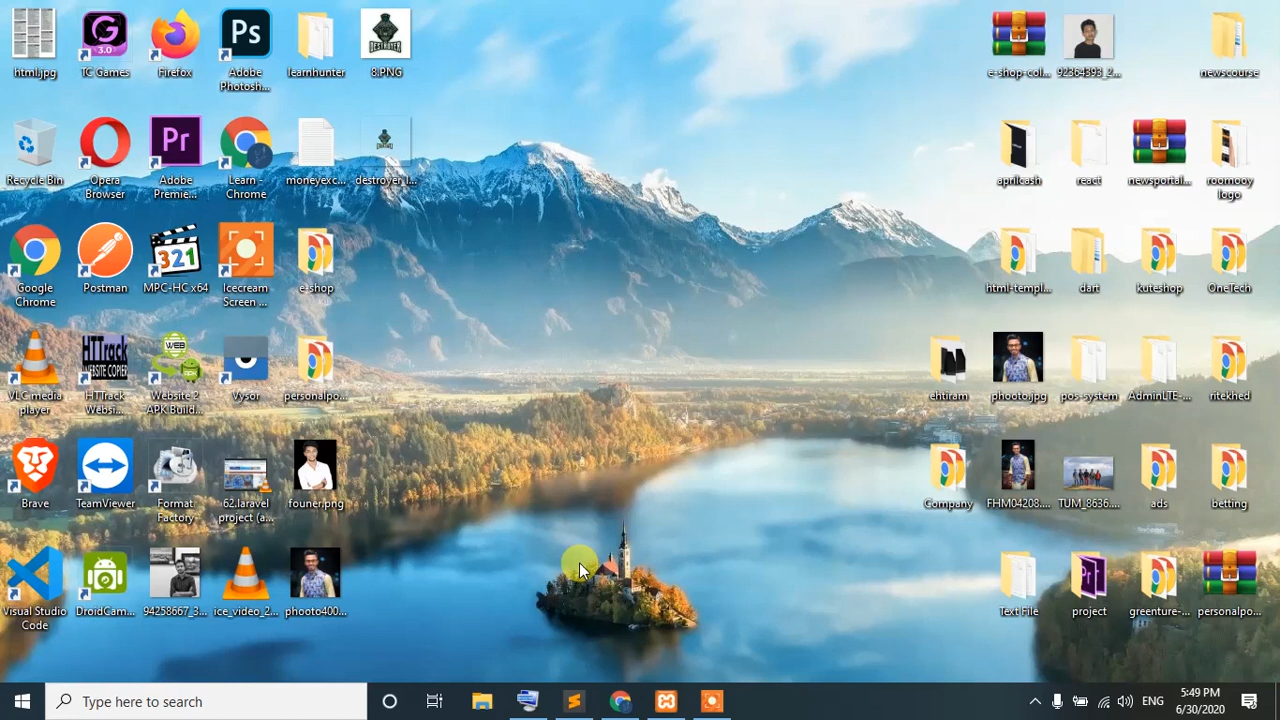 html.jpg
TC Games
Firefox
Adobe
Photosh...
learnhunter
8.PNG
e-shop-col...
92364393_2...
newscourse
Recycle Bin
Opera
Browser
Adobe
Premie...
Learn -
Chrome
moneyexc...
destroyer l...
aprilcash
react
newsportal...
roomooy
logo
Google
Chrome
Postman
MPC-HC x64
Icecream
Screen ...
e-shop
html-templ...
dart
kuteshop
OneTech
VLC media
player
HTTrack
Websi...
Website 2
APK Build...
Vysor
personalpo...
ehtiram
phooto.jpg
pos-system
AdminLTE-...
ritekhed
Brave
TeamViewer
Format
Factory
62.laravel
project (a...
founer.png
Company
FHM04208....
TUM_8636....
ads
betting
Visual Studio
Code
DroidCam...
94258667_3...
ice_video_2...
phooto400...
Text File
project
greenture-...
personalpo...
Type here to search
ENG
5:49 PM
6/30/2020